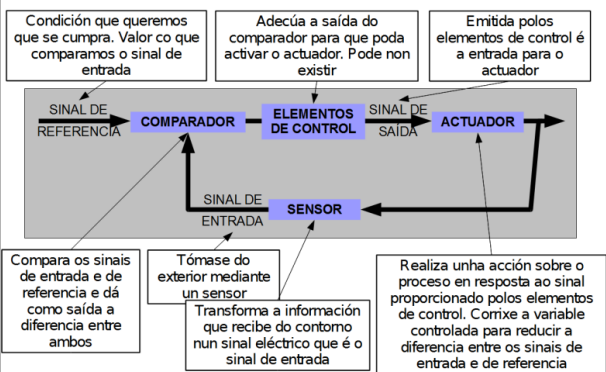 Condición que queremos
que se cumpra. Valor co que
comparamos o sinal de
entrada
Adecúa a saída do
comparador para que poda
activar o actuador. Pode non
existir
Emitida polos
elementos de control é
a entrada para o
actuador
SINAL DE
REFERENCIA
COMPARADOR
ELEMENTOS
DE CONTROL
SINAL DE
SAÍDA
ACTUADOR
SINAL DE
ENTRADA
SENSOR
Compara os sinais
de entrada e de
referencia e dá
como saída a
diferencia entre
ambos
Tómase do
exterior mediante
un sensor
Transforma a información
que recibe do contorno
nun sinal eléctrico que é o
sinal de entrada
Realiza unha acción sobre o
proceso en resposta ao sinal
proporcionado polos elementos
de control. Corrixe a variable
controlada para reducir a
diferencia entre os sinais de
entrada e de referencia